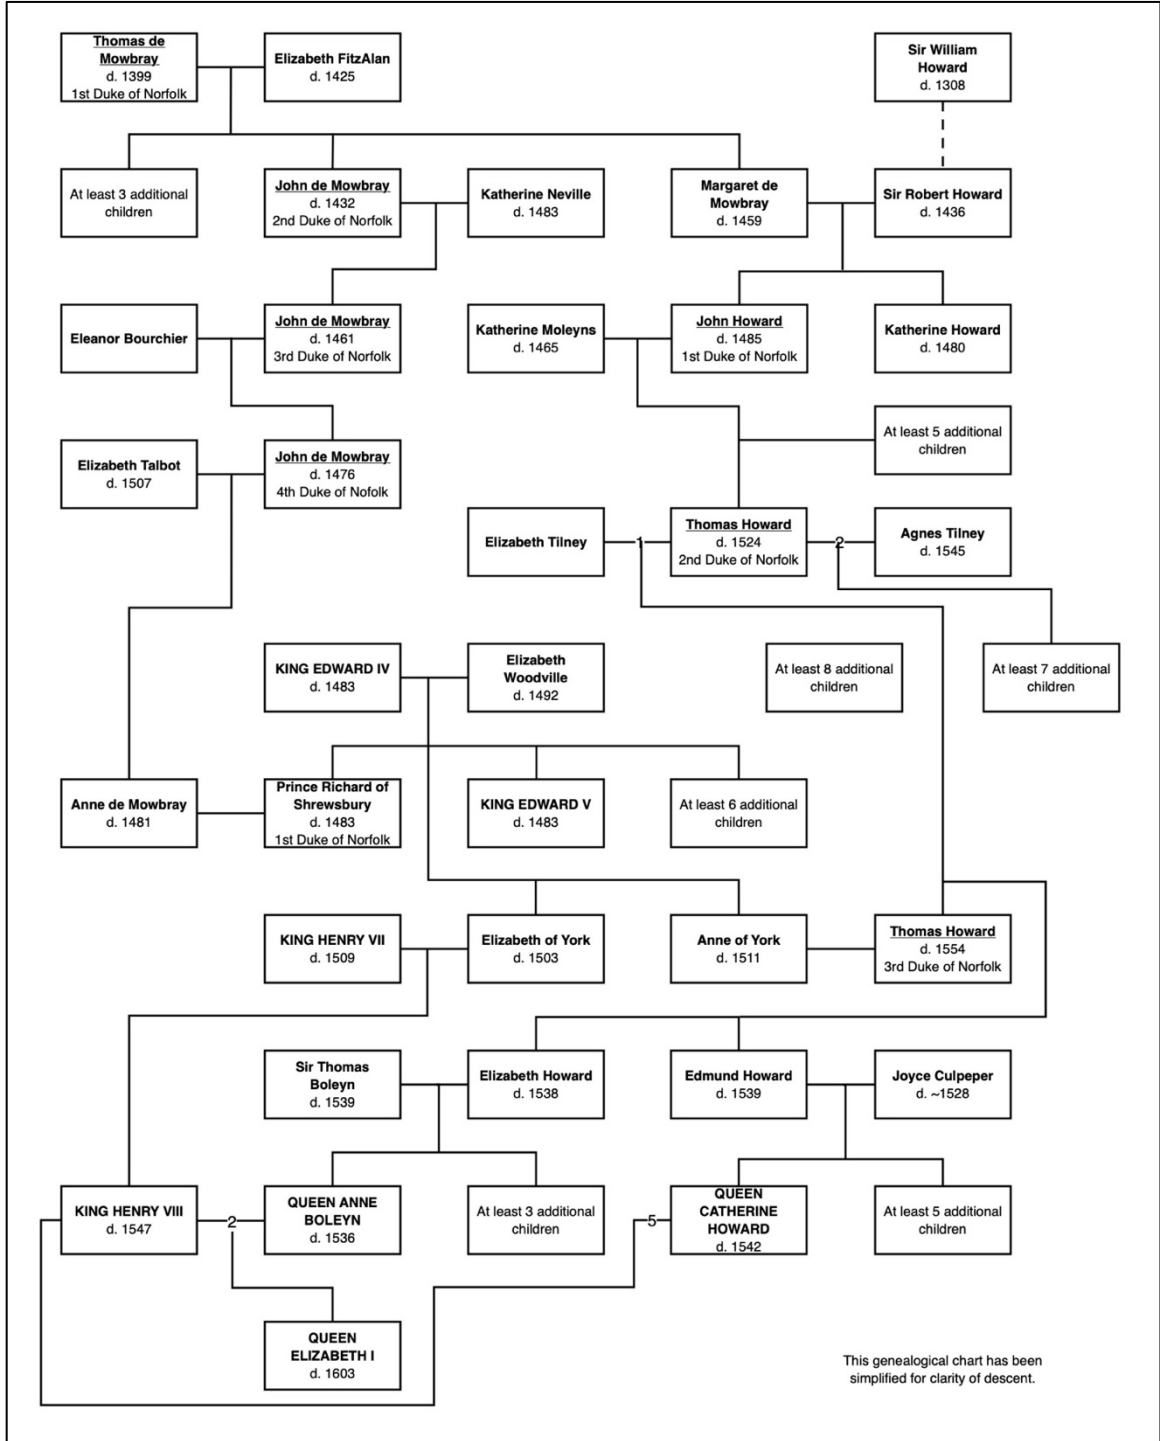 Thomas de
Mowbray
d. 1399
1st Duke of Norfolk
Elizabeth FitzAlan
d. 1425
Sir William
Howard
d. 1308
At least 3 additional
children
John de Mowbray
d. 1432
2nd Duke of Norfolk
Katherine Neville
d. 1483
Margaret de
Mowbray
d. 1459
Sir Robert Howard
d. 1436
Eleanor Bourchier
John de Mowbray
d. 1461
3rd Duke of Norfolk
Katherine Moleyns
d. 1465
John Howard
d. 1485
1st Duke of Norfolk
Katherine Howard
d. 1480
At least 5 additional
children
Elizabeth Talbot
d. 1507
John de Mowbray
d. 1476
4th Duke of Nofolk
Elizabeth Tilney
1
Thomas Howard
d. 1524
2nd Duke of Norfolk
2
Agnes Tilney
d. 1545
KING EDWARD IV
d. 1483
Elizabeth
Woodville
d. 1492
At least 8 additional
children
At least 7 additional
children
Anne de Mowbray
d. 1481
Prince Richard of
Shrewsbury
d. 1483
1st Duke of Norfolk
KING EDWARD V
d. 1483
At least 6 additional
children
KING HENRY VII
d. 1509
Elizabeth of York
d. 1503
Anne of York
d. 1511
Thomas Howard
d. 1554
3rd Duke of Norfolk
Sir Thomas
Boleyn
d. 1539
Elizabeth Howard
d. 1538
Edmund Howard
d. 1539
Joyce Culpeper
d. ~1528
KING HENRY VIII
d. 1547
2
QUEEN ANNE
BOLEYN
d. 1536
At least 3 additional
children
5
QUEEN
CATHERINE
HOWARD
d. 1542
At least 5 additional
children
QUEEN
ELIZABETH I
d. 1603
This genealogical chart has been
simplified for clarity of descent.